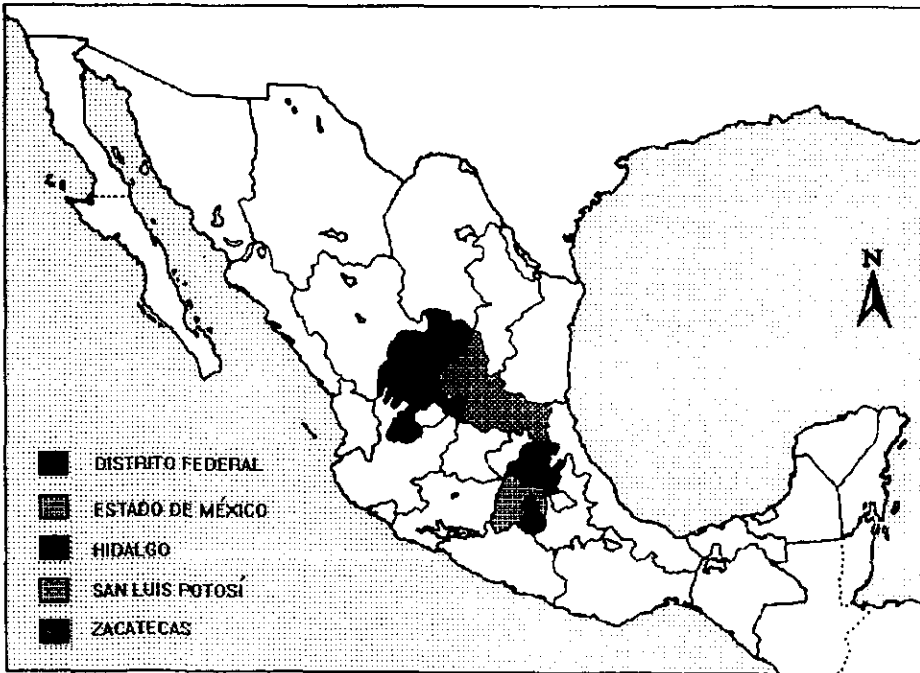 N
DISTRITO FEDERAL
ESTADO DE MÉXICO
HIDALGO
SAN LUIS POTOSÍ
ZACATECAS